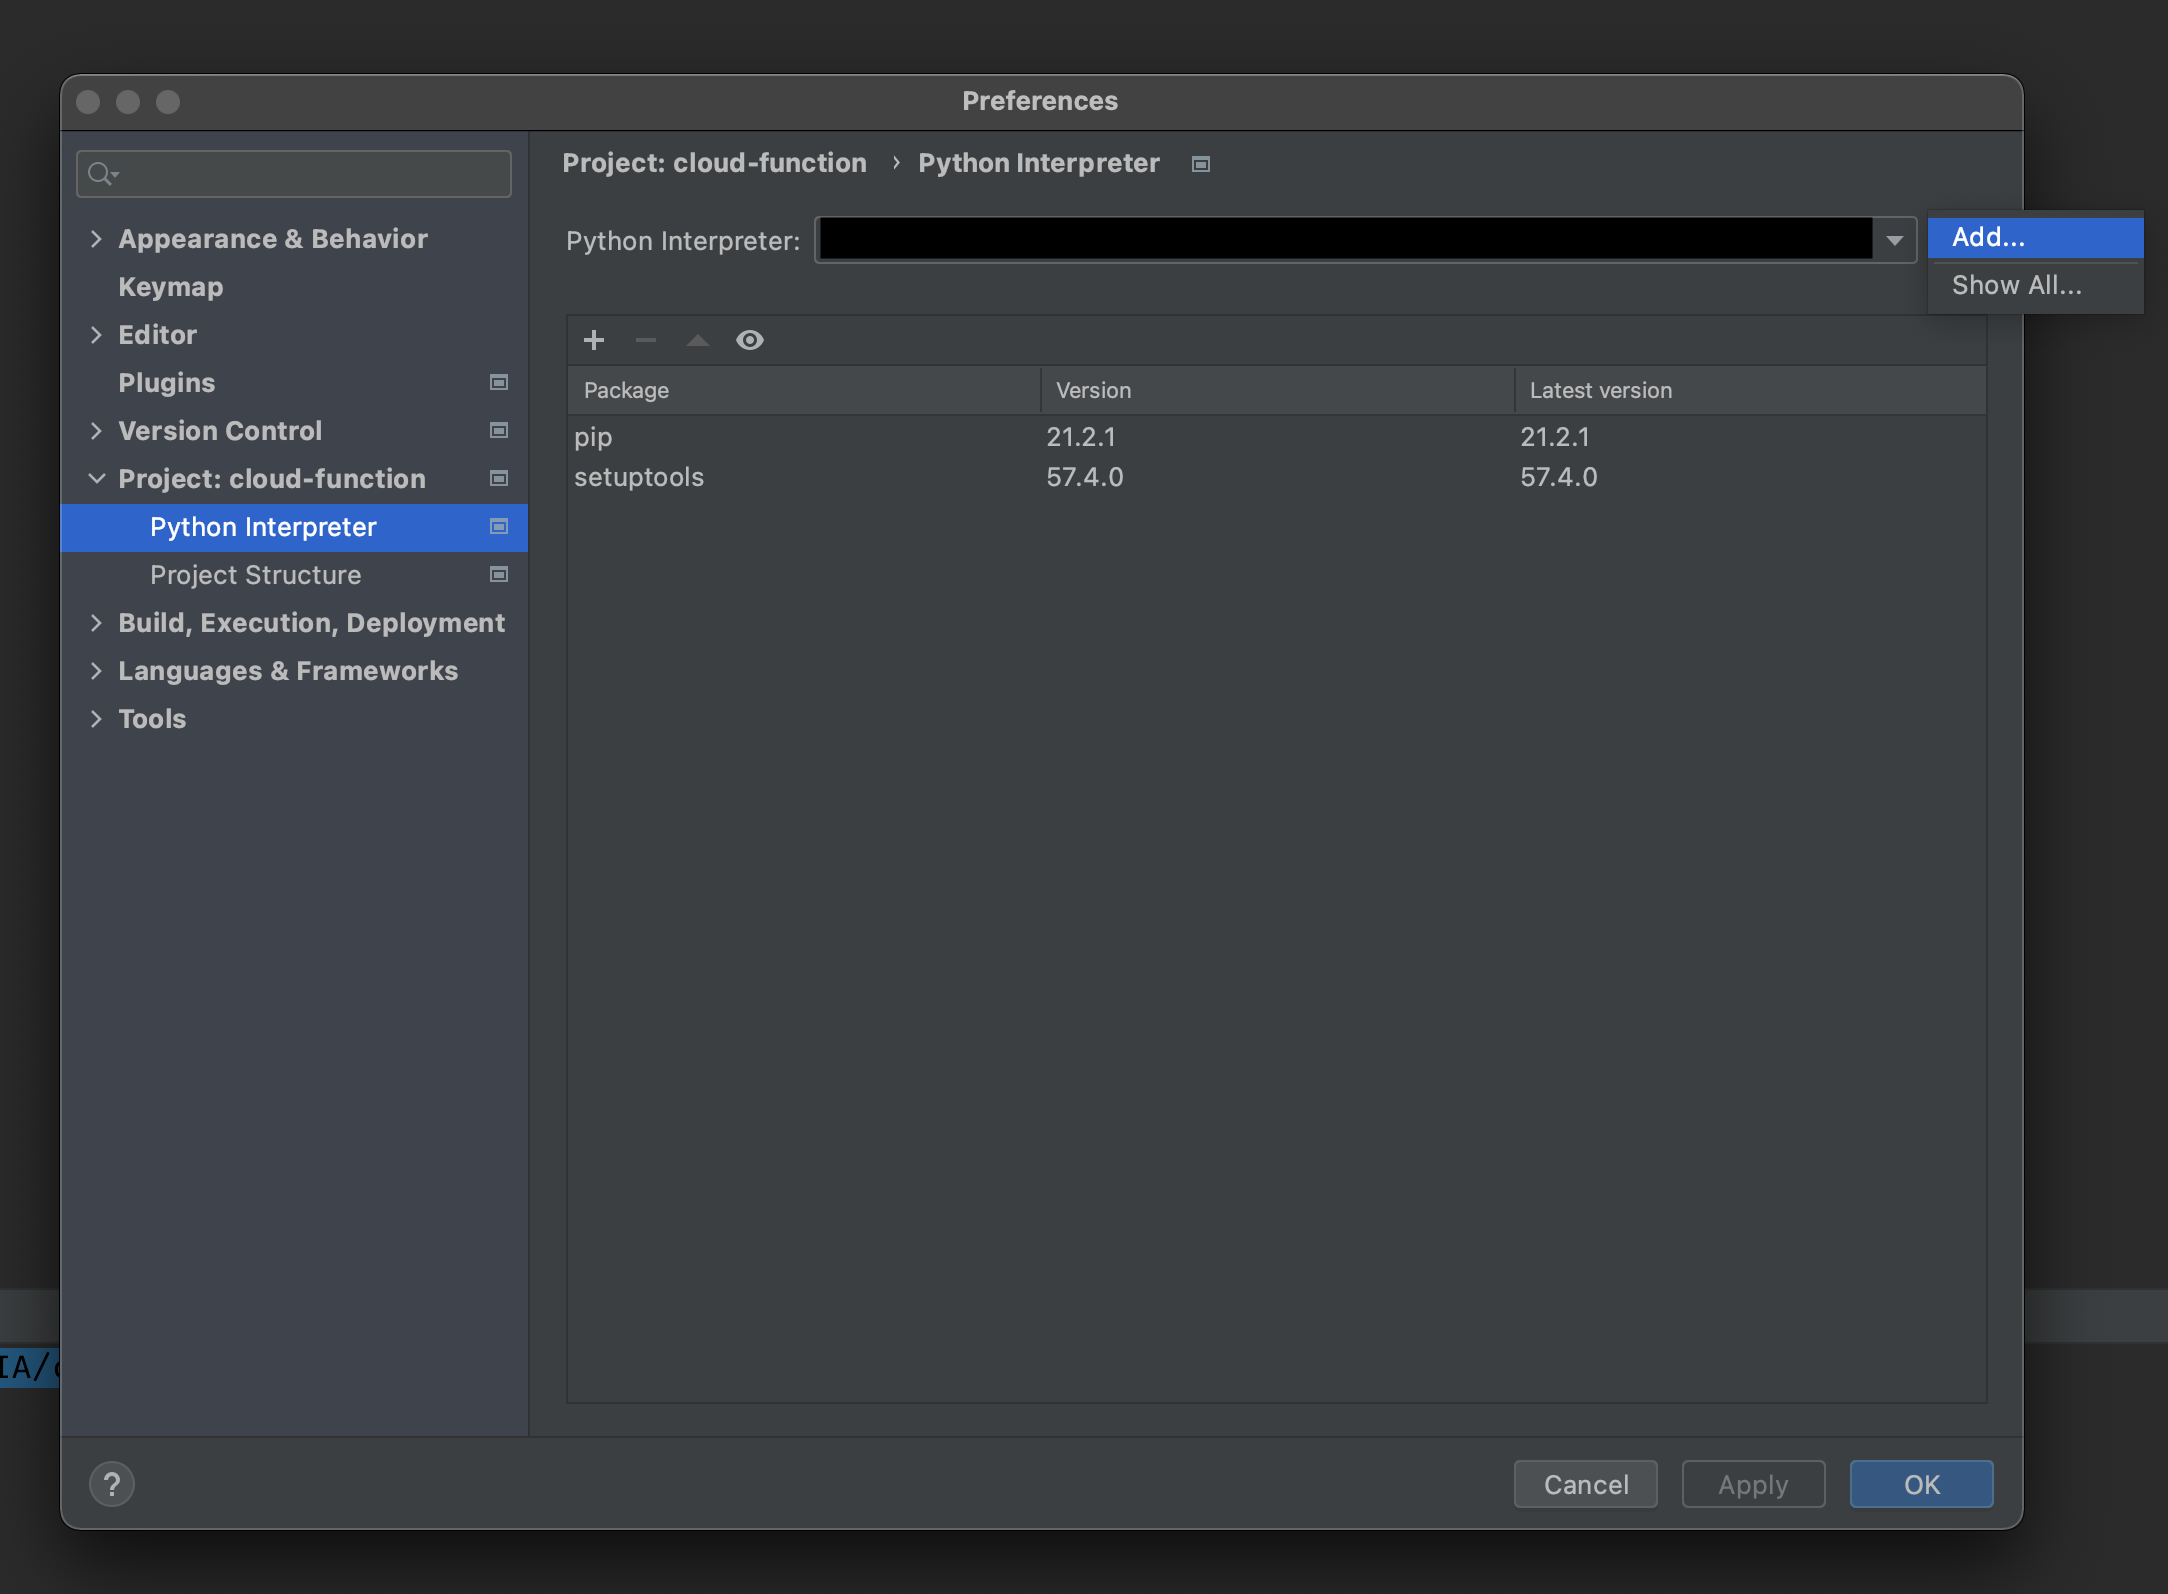 Preferences
Project: cloud-function › Python Interpreter
Python Interpreter:
Add...
Show All...
Appearance & Behavior
Keymap
Editor
Plugins
Version Control
Project: cloud-function
Python Interpreter
Project Structure
Build, Execution, Deployment
Languages & Frameworks
Tools
Package Version Latest version
pip 21.2.1 21.2.1
setuptools 57.4.0 57.4.0
IA/
? Cancel Apply OK